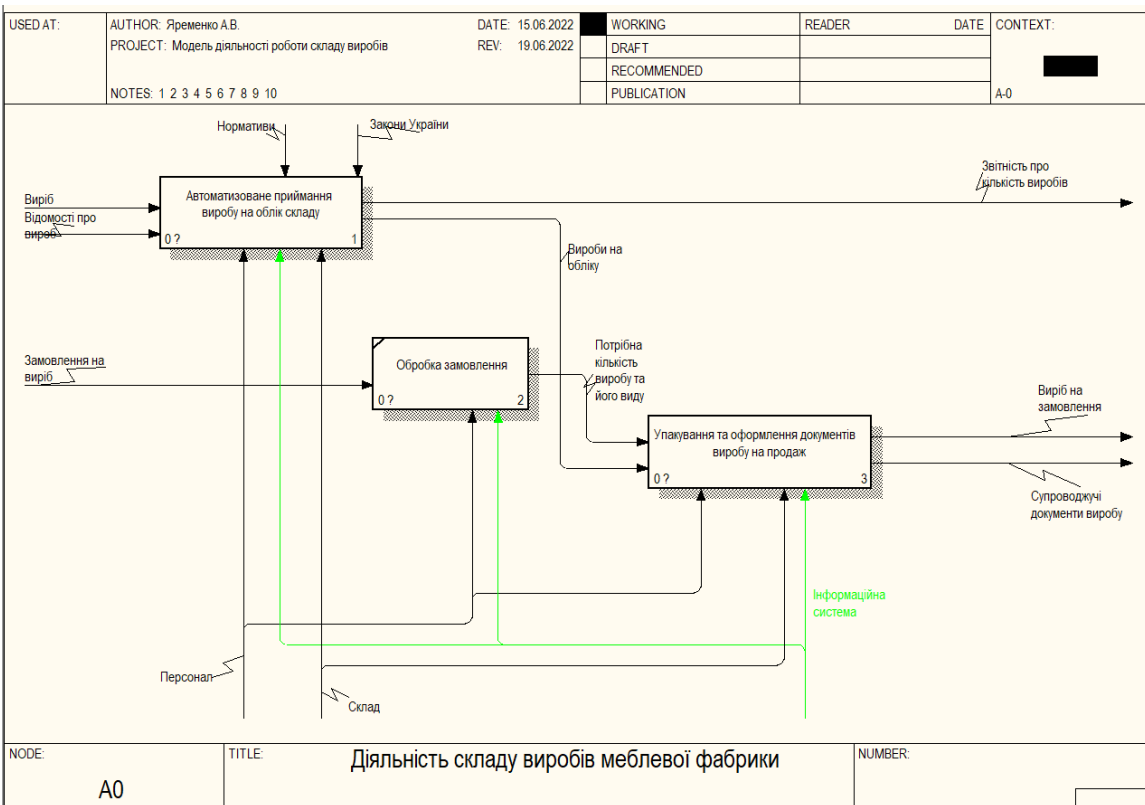 USED AT:
AUTHOR: Яременко А.В.
DATE: 15.06.2022
WORKING
READER
DATE
CONTEXT:
PROJECT: Модель діяльності роботи складу виробів
REV: 19.06.2022
DRAFT
RECOMMENDED
NOTES: 1 2 3 4 5 6 7 8 9 10
PUBLICATION
A-0
Нормативи
Закони України
Звітність про
кількість виробів
Виріб
Відомості про
вироб
Автоматизоване приймання
виробу на облік складу
0 ?
1
Вироби на
обліку
Замовлення на
виріб
Обробка замовлення
0 ?
2
Потрібна
кількість
виробу та
його виду
Виріб на
замовлення
Упакування та оформлення документів
виробу на продаж
0 ?
3
Супроводжучі
документи виробу
Інформаційна
система
Персонал
Склад
NODE:
A0
TITLE:
Діяльність складу виробів меблевої фабрики
NUMBER: